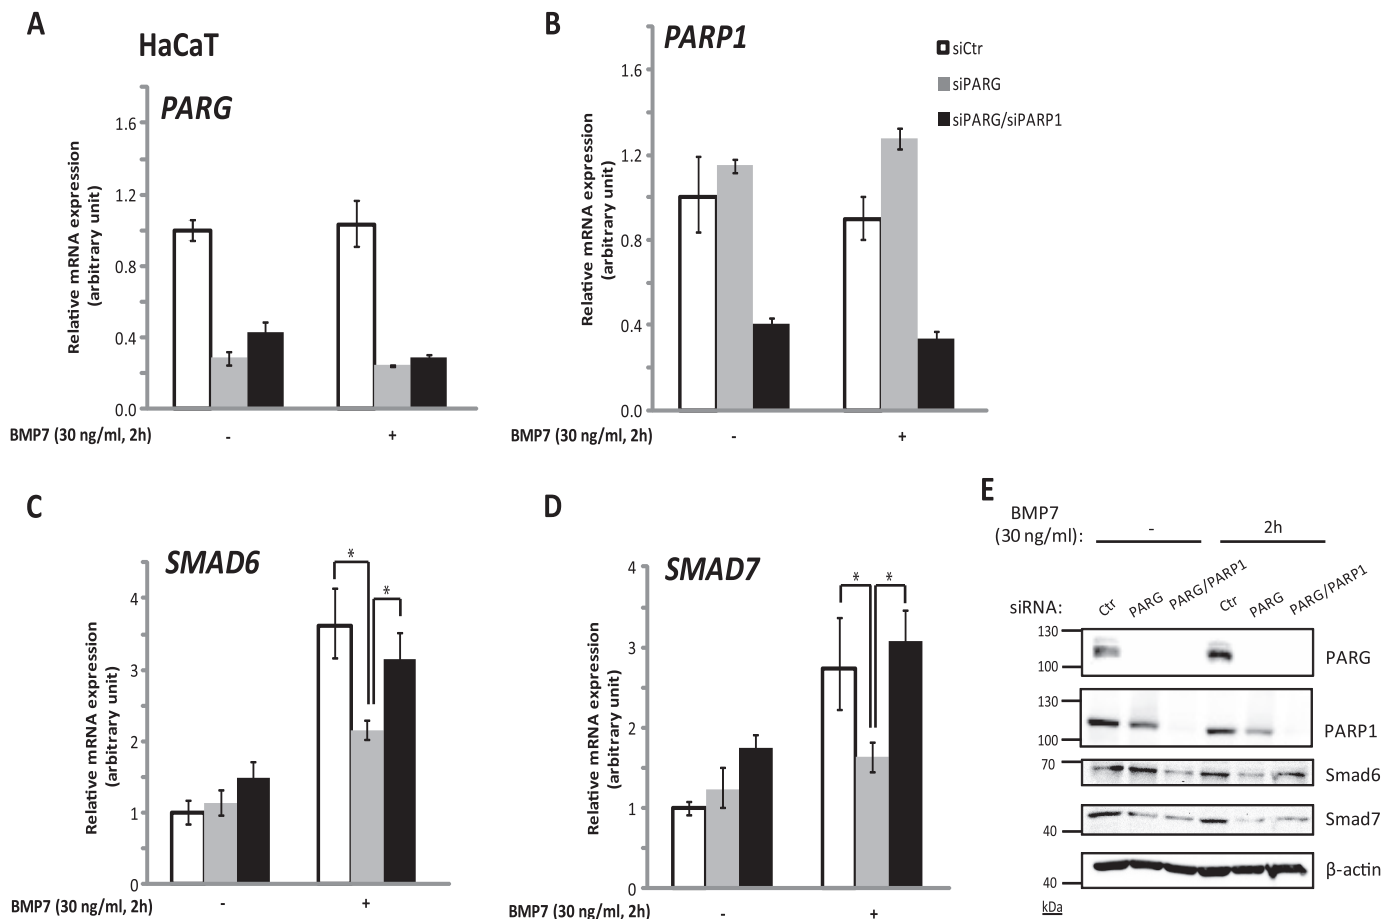 A
HaCaT
PARG
Relative mRNA expression
(arbitrary unit)
1.6
1.2
0.8
0.4
0.0
BMP7 (30 ng/ml, 2h)
-
+
B
PARP1
Relative mRNA expression
(arbitrary unit)
1.6
1.2
0.8
0.4
0.0
BMP7 (30 ng/ml, 2h)
-
+
siCtr
siPARG
siPARG/siPARP1
C
SMAD6
Relative mRNA expression
(arbitrary unit)
4
3
2
1
0
*
*
BMP7 (30 ng/ml, 2h)
-
+
D
SMAD7
Relative mRNA expression
(arbitrary unit)
4
3
2
1
0
*
*
BMP7 (30 ng/ml, 2h)
-
+
E
BMP7
(30 ng/ml):
-
2h
siRNA:
Ctr
PARG
PARG/PARP1
Ctr
PARG
PARG/PARP1
130
100
PARG
130
100
PARP1
70
Smad6
Smad7
40
β-actin
40
kDa